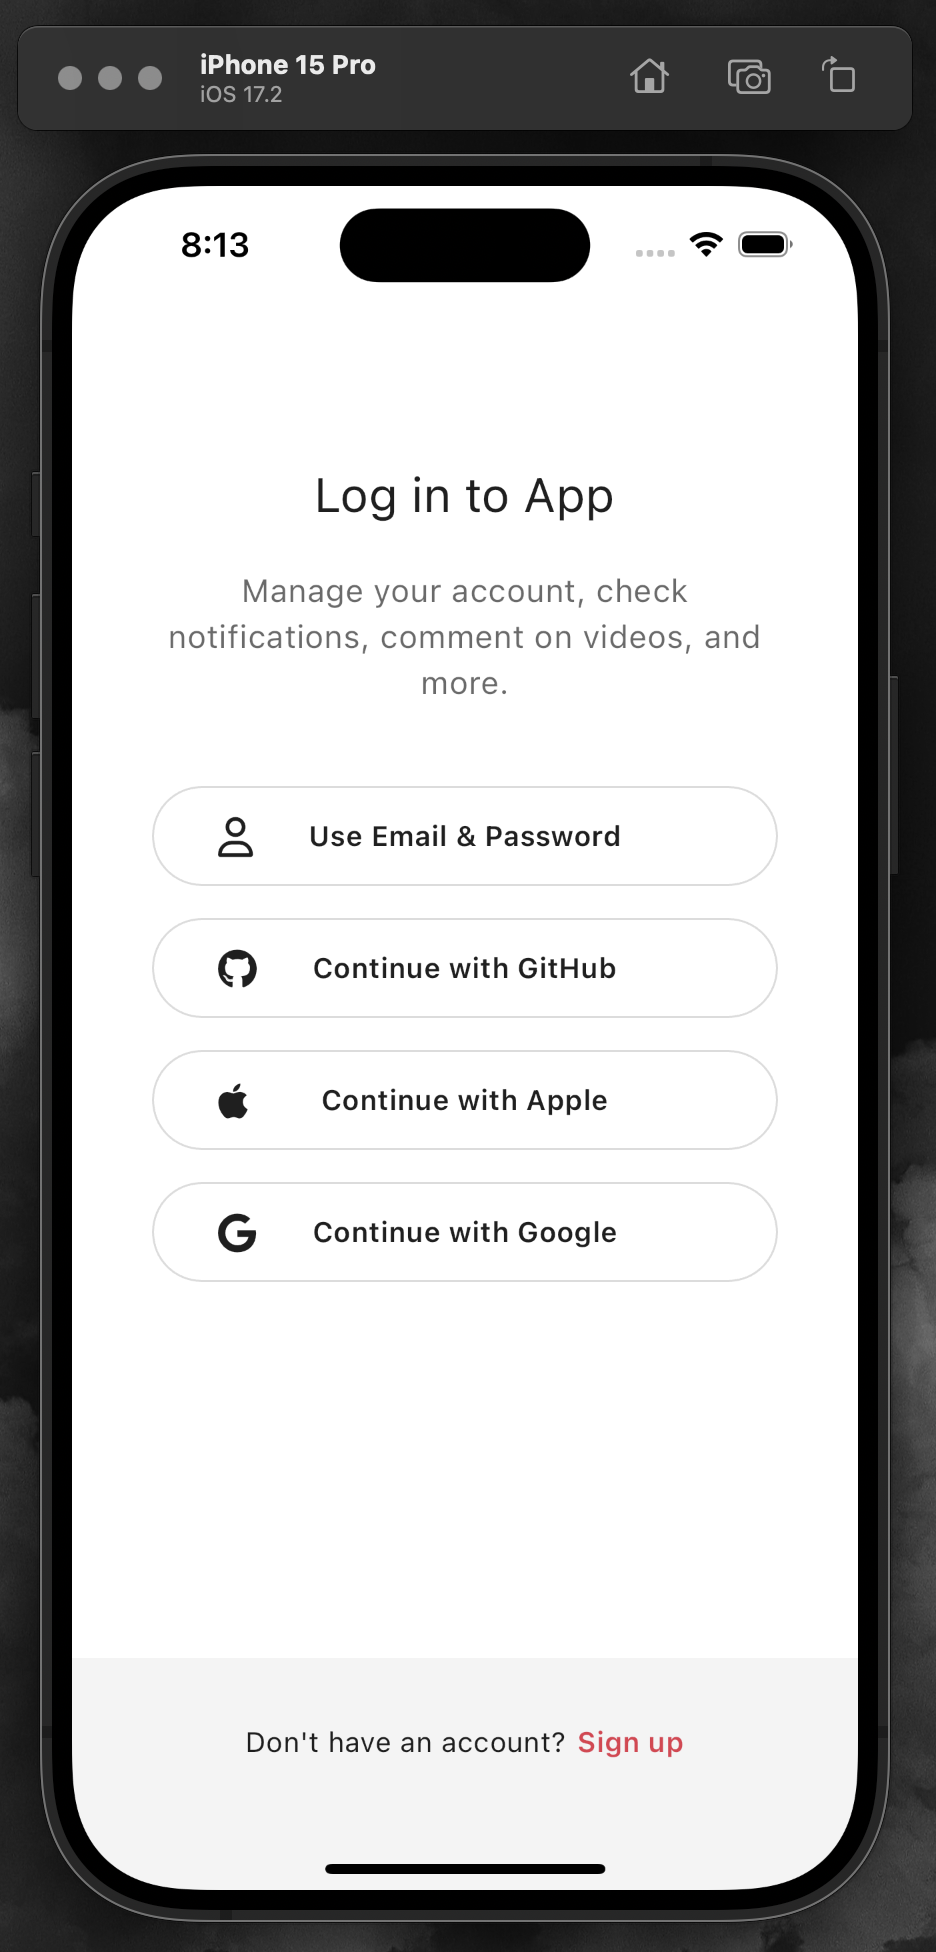 iPhone 15 Pro
iOS 17.2
8:13
Log in to App
Manage your account, check
notifications, comment on videos, and
more.
Use Email & Password
Continue with GitHub
Continue with Apple
Continue with Google
Don't have an account? Sign up